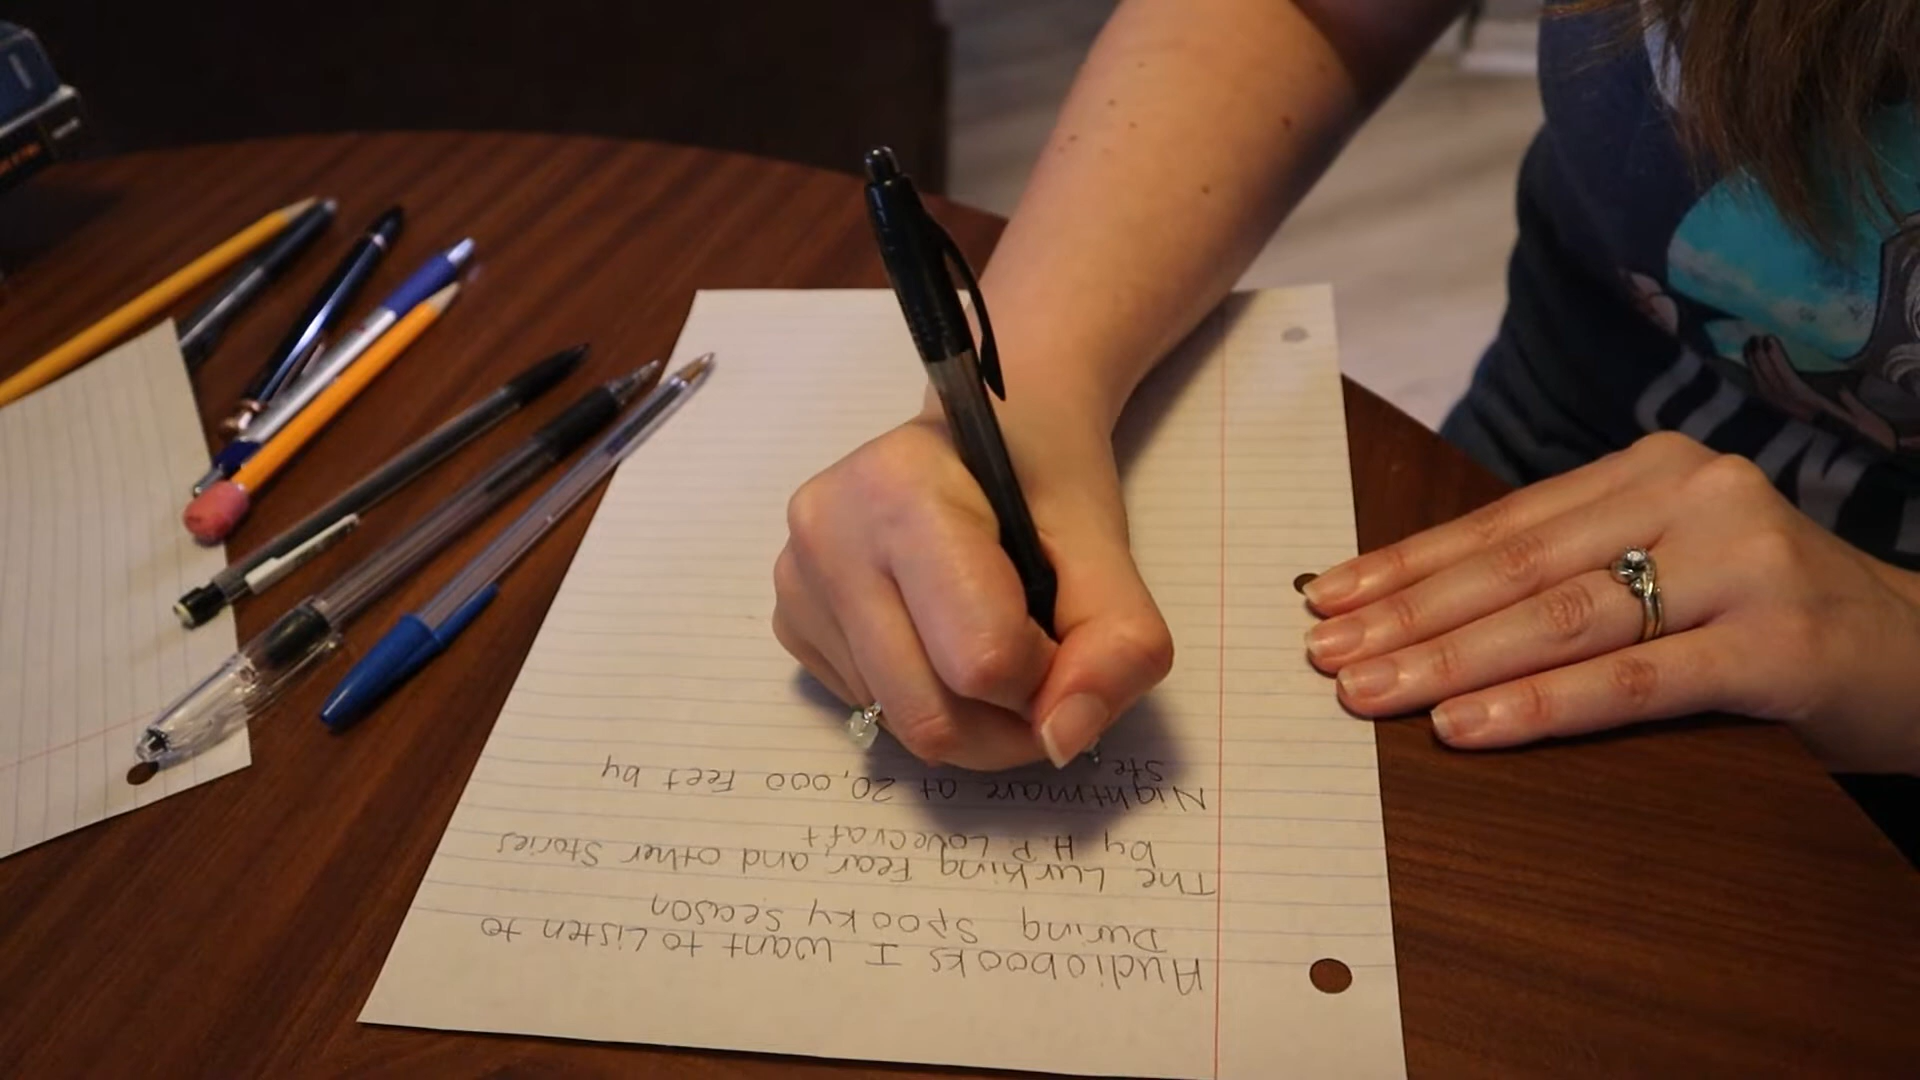 Audiobooks I want to Listen to
During Spooky Season
The Lurking Fear, and other Stories
by H.P. Lovecraft
Nightmare at 20,000 Feet by
Ste